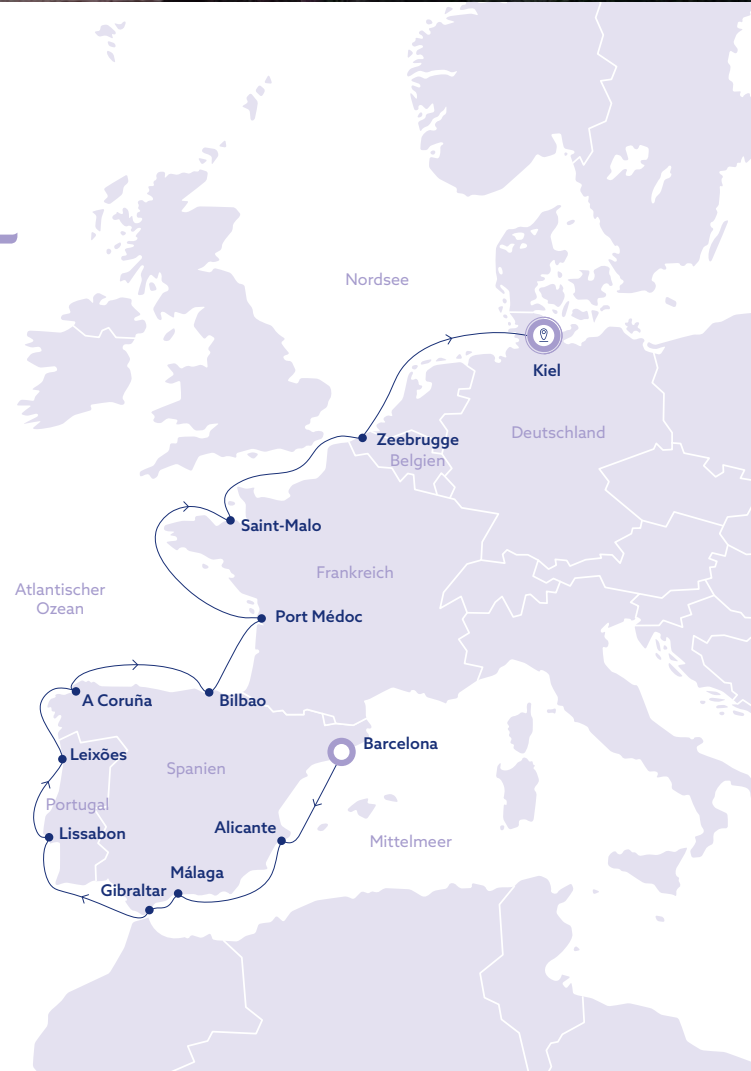 Nordsee
Kiel
Deutschland
Zeebrugge
Belgien
Saint-Malo
Frankreich
Atlantischer
Ozean
Port Médoc
A Coruña
Bilbao
Barcelona
Leixões
Spanien
Portugal
Alicante
Lissabon
Mittelmeer
Málaga
Gibraltar